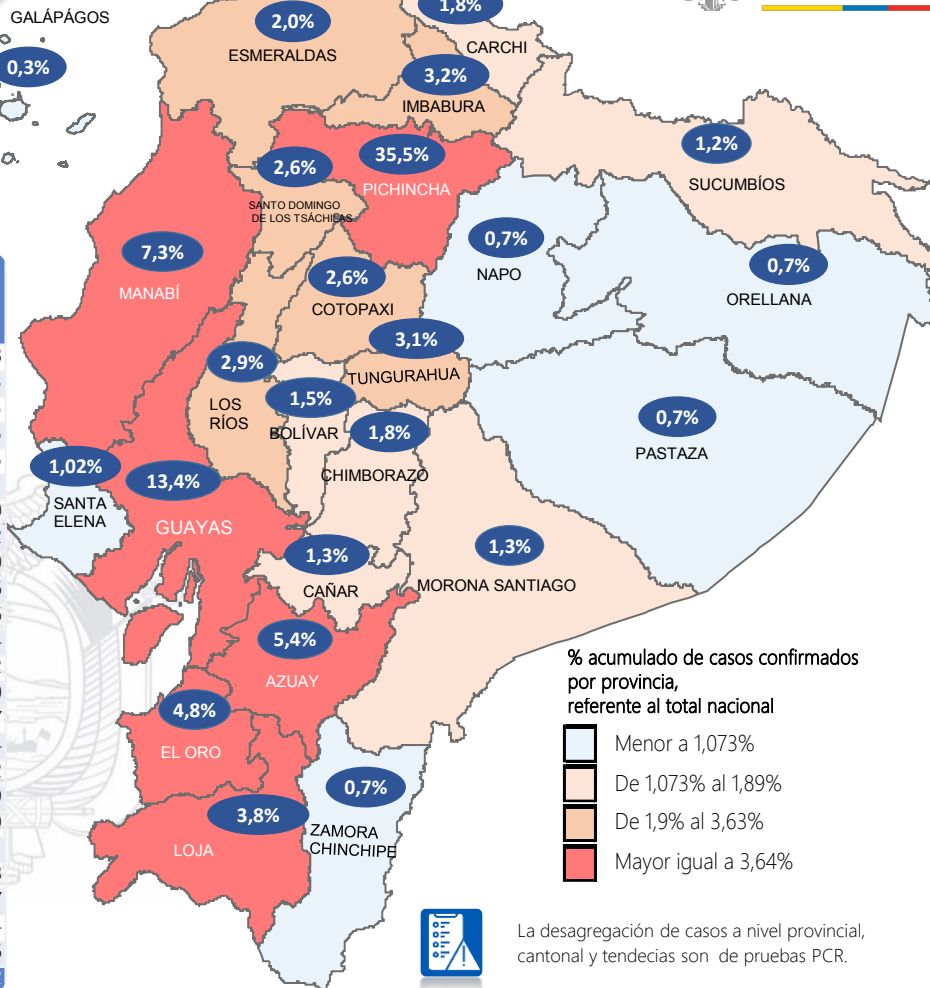 GALÁPÁGOS
0,3%
2,0%
ESMERALDAS
1,8%
CARCHI
3,2%
IMBABURA
1,2%
SUCUMBÍOS
35,5%
PICHINCHA
2,6%
SANTO DOMINGO
DE LOS TSÁCHILAS
7,3%
MANABÍ
0,7%
NAPO
0,7%
ORELLANA
2,6%
COTOPAXI
3,1%
TUNGURAHUA
2,9%
LOS
RÍOS
1,5%
BOLÍVAR
1,8%
CHIMBORAZO
0,7%
PASTAZA
1,02%
SANTA
ELENA
13,4%
GUAYAS
1,3%
CAÑAR
1,3%
MORONA SANTIAGO
5,4%
AZUAY
4,8%
EL ORO
3,8%
LOJA
0,7%
ZAMORA
CHINCHIPE
% acumulado de casos confirmados
por provincia,
referente al total nacional
Menor a 1,073%
De 1,073% al 1,89%
De 1,9% al 3,63%
Mayor igual a 3,64%
La desagregación de casos a nivel provincial,
cantonal y tendecias son de pruebas PCR.